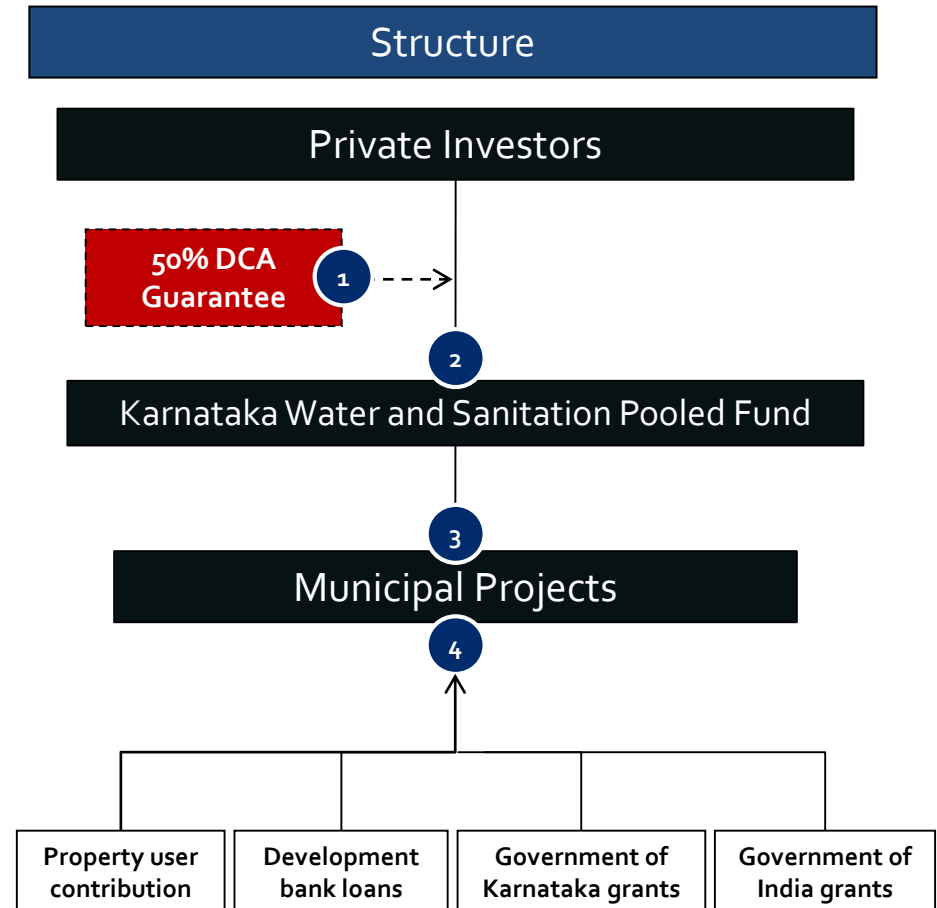 Structure
Private Investors
50% DCA
Guarantee
1
2
Karnataka Water and Sanitation Pooled Fund
3
Municipal Projects
4
Property user
contribution
Development
bank loans
Government of
Karnataka grants
Government of
India grants